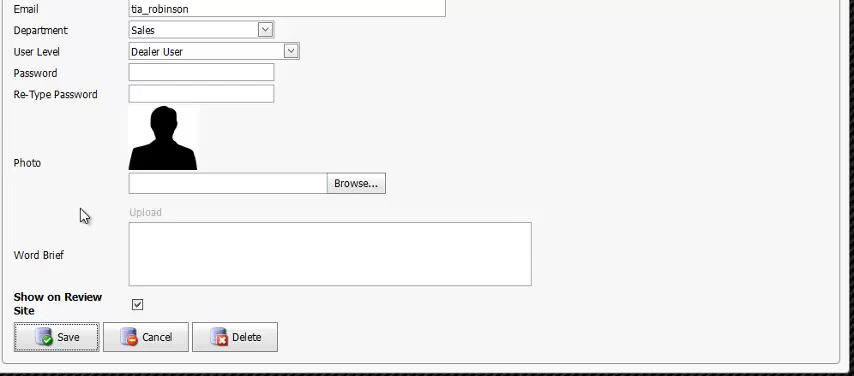 Email tia_robinson
Department Sales
User Level Dealer User
Password
Re-Type Password
Photo
Browse...
Upload
Word Brief
Show on Review
Site
Save Cancel Delete